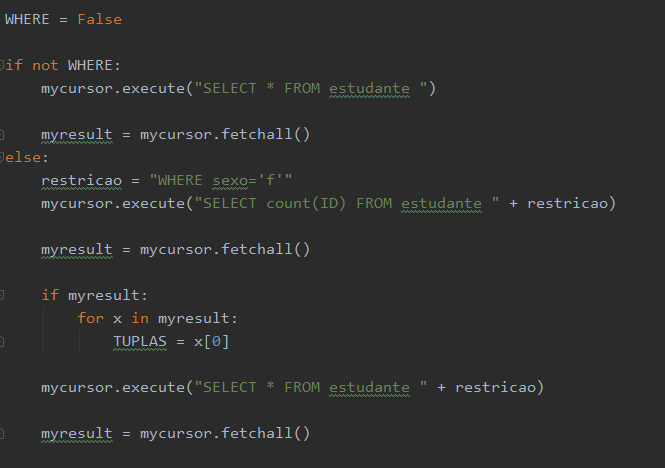 WHERE = False
if not WHERE:
mycursor.execute("SELECT * FROM estudante ")
myresult = mycursor.fetchall()
else:
restricao = "WHERE sexo='f'"
mycursor.execute("SELECT count(ID) FROM estudante " + restricao)
myresult = mycursor.fetchall()
if myresult:
for x in myresult:
TUPLAS = x[0]
mycursor.execute("SELECT * FROM estudante " + restricao)
myresult = mycursor.fetchall()